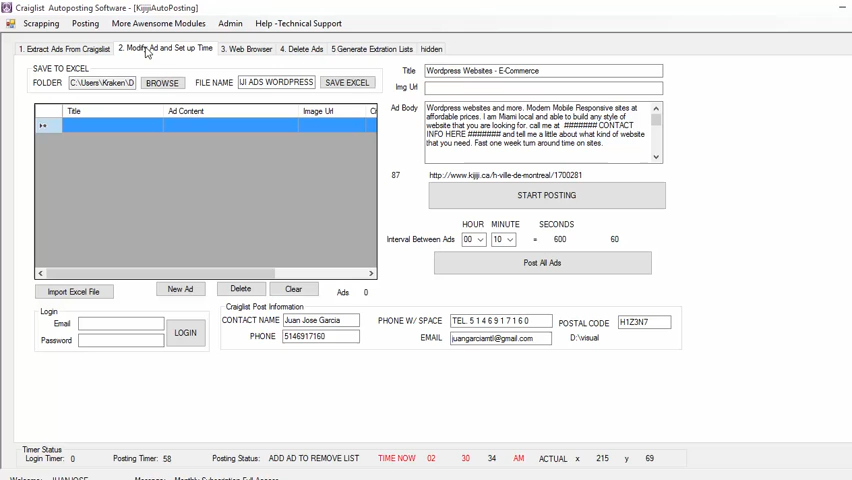 Craiglist Autoposting Software - [KijijiAutoPosting]
Scrapping Posting More Awesome Modules Admin Help -Technical Support
1. Extract Ads From Craigslist 2. Modify Ad and Set up Time 3. Web Browser 4. Delete Ads 5 Generate Extration Lists hidden
SAVE TO EXCEL
FOLDER C:\Users\Kraken\D BROWSE FILE NAME JI ADS WORDPRESS SAVE EXCEL
Title Wordpress Websites - E-Commerce
Img Url
Title Ad Content Image Url
Ad Body Wordpress websites and more. Modern Mobile Responsive sites at
affordable prices. I am Miami local and able to build any style of
website that you are looking for. call me at ####### CONTACT
INFO HERE ######## and tell me a little about what kind of website
that you need. Fast one week turn around time on sites.
87 http://www.kijiji.ca/h-ville-de-montreal/1700281
START POSTING
HOUR MINUTE SECONDS
Interval Between Ads 00 10 = 600 60
Post All Ads
Import Excel File New Ad Delete Clear Ads 0
Login
Email
Password
LOGIN
Craiglist Post Information
CONTACT NAME Juan Jose Garcia PHONE W/ SPACE TEL. 5 1 4 6 9 1 7 1 6 0 POSTAL CODE H1Z3N7
PHONE 5146917160 EMAIL juangarciamtl@gmail.com D:\visual
Timer Status
Login Timer: 0 Posting Timer: 58 Posting Status: ADD AD TO REMOVE LIST TIME NOW 02 30 34 AM ACTUAL x 215 y 69